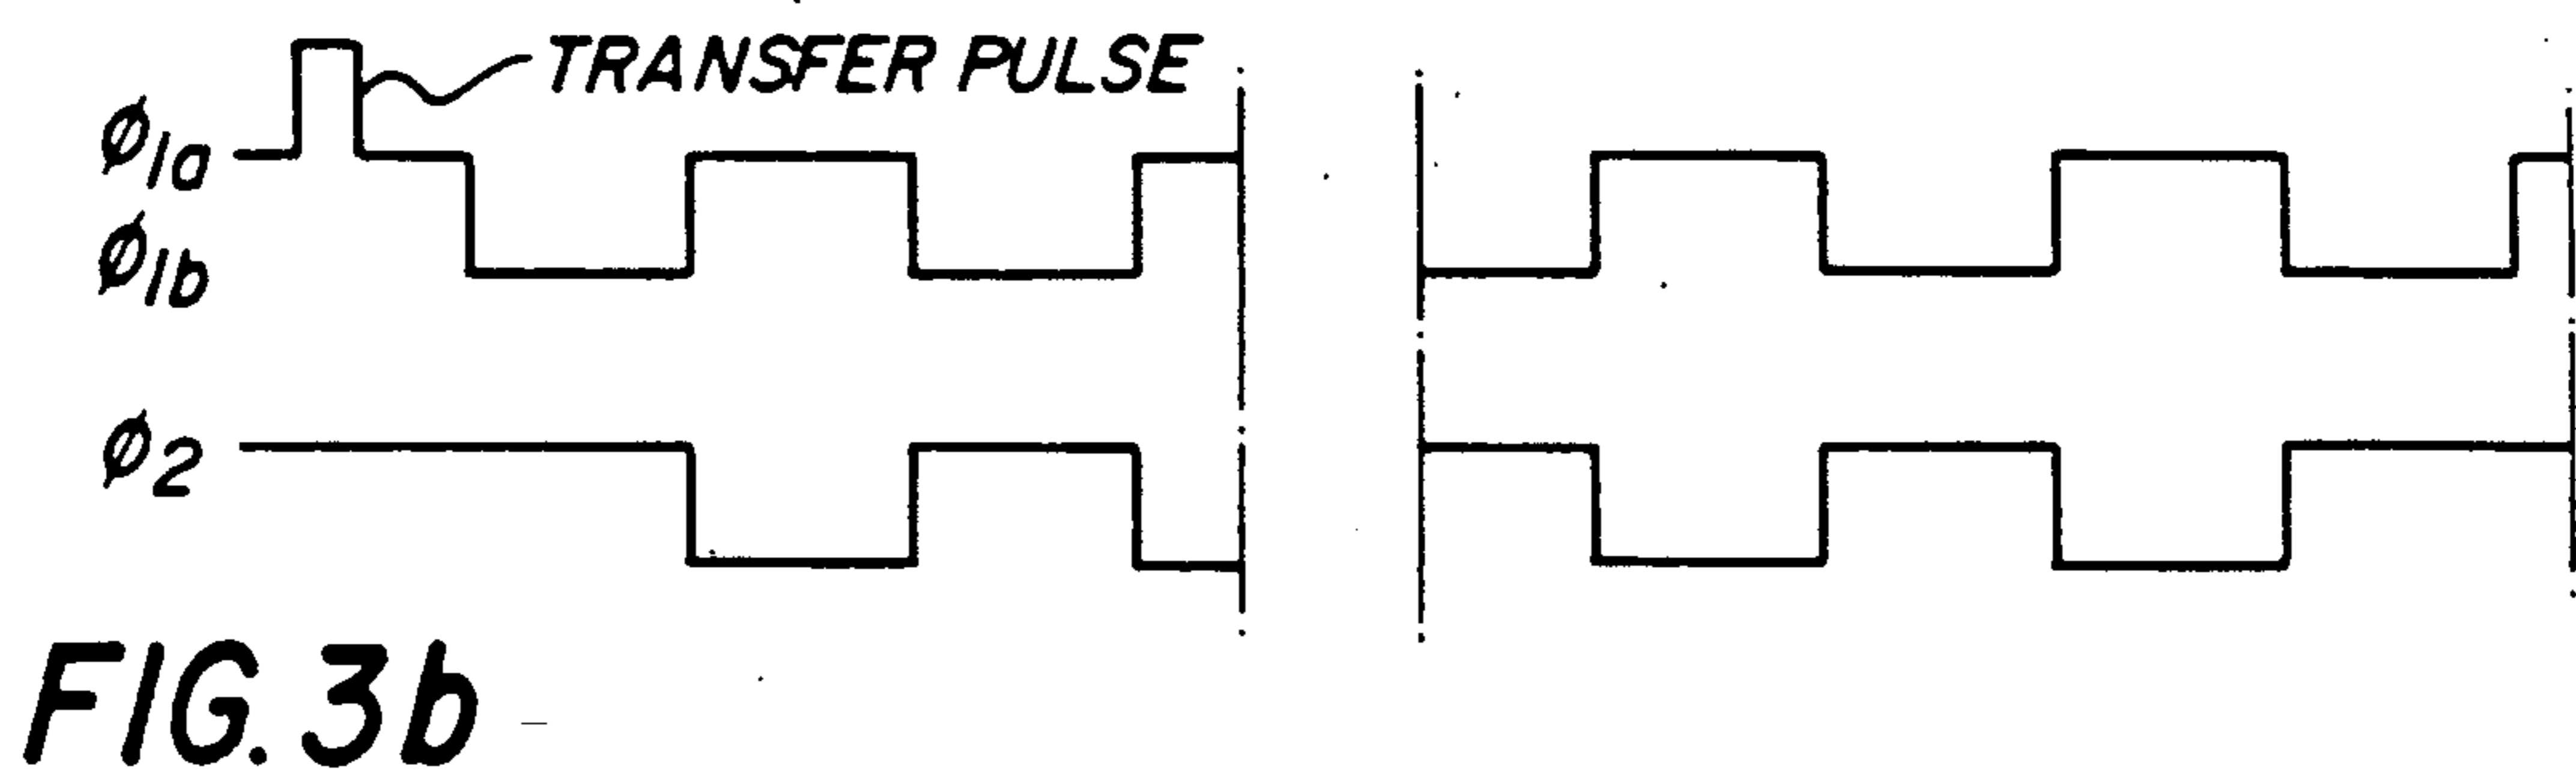 TRANSFER PULSE
φ1a
φ1b
φ2
FIG. 3b